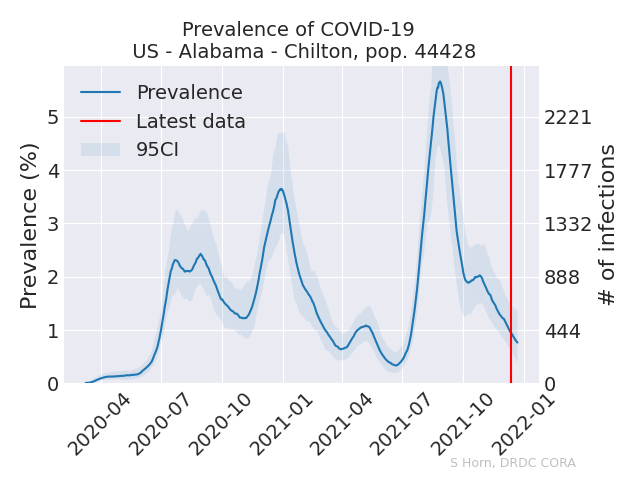 Prevalence of COVID-19
US - Alabama - Chilton, pop. 44428
Prevalence
Latest data
95CI
Prevalence (%)
5
4
3
2
1
0
2221
1777
1332
888
444
0
# of infections
2020-04
2020-07
2020-10
2021-01
2021-04
2021-07
2021-10
2022-01
S Horn, DRDC CORA